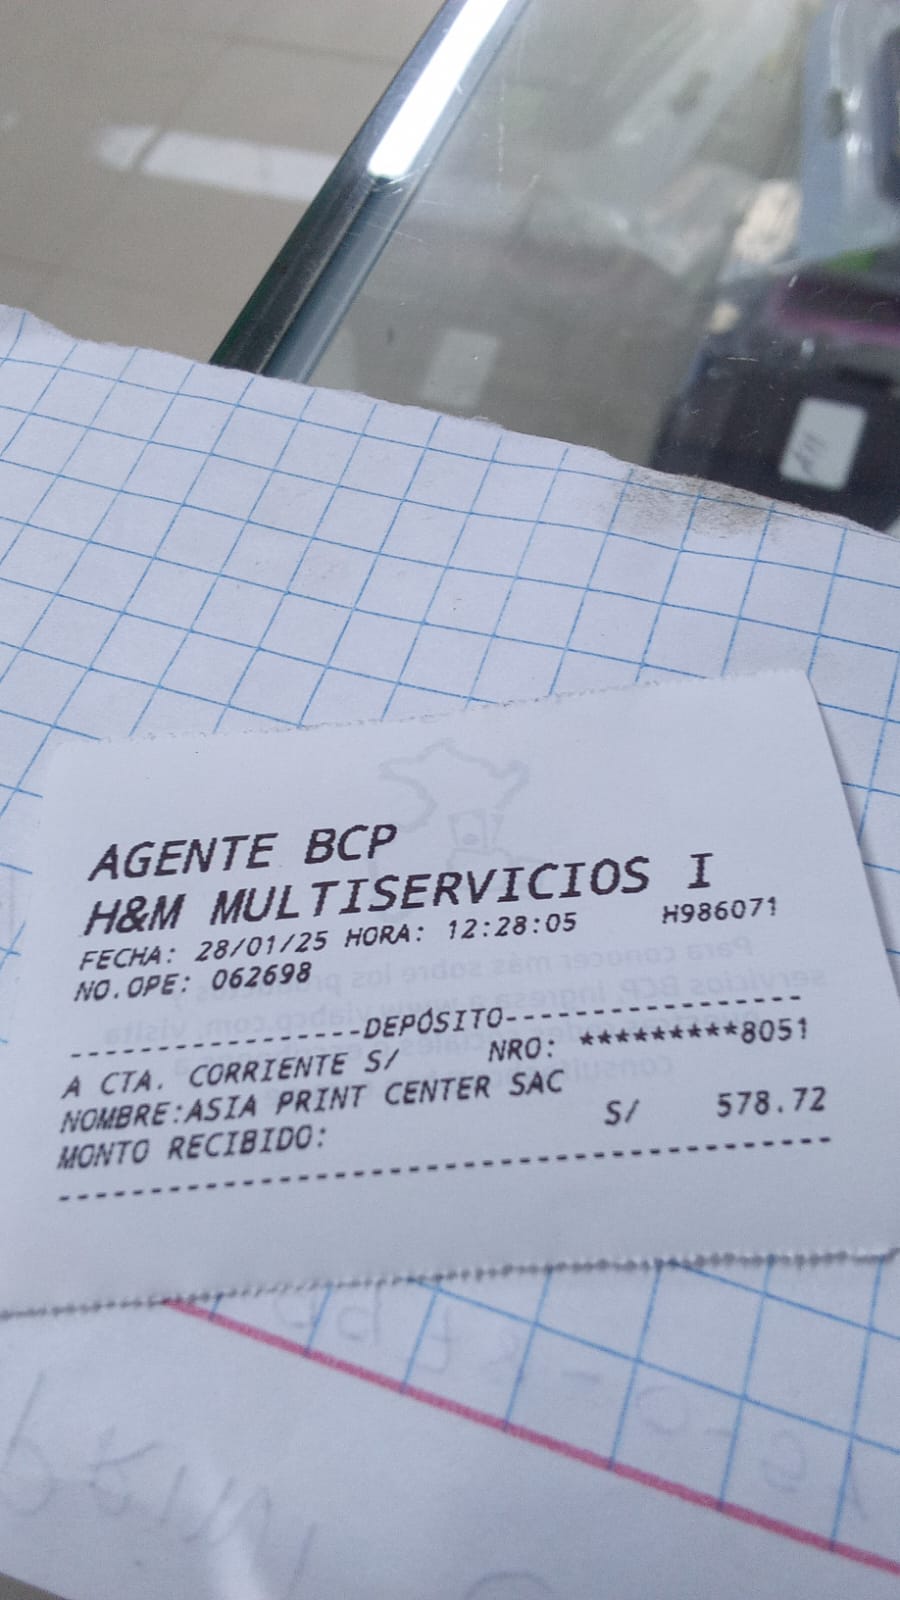 AGENTE BCP
H&M MULTISERVICIOS I
FECHA: 28/01/25 HORA: 12:28:05 H986071
NO.OPE: 062698
------------------DEPÓSITO------------------
A CTA. CORRIENTE S/ NRO: *********8051
NOMBRE:ASIA PRINT CENTER SAC
MONTO RECIBIDO: S/ 578.72
--------------------------------------------